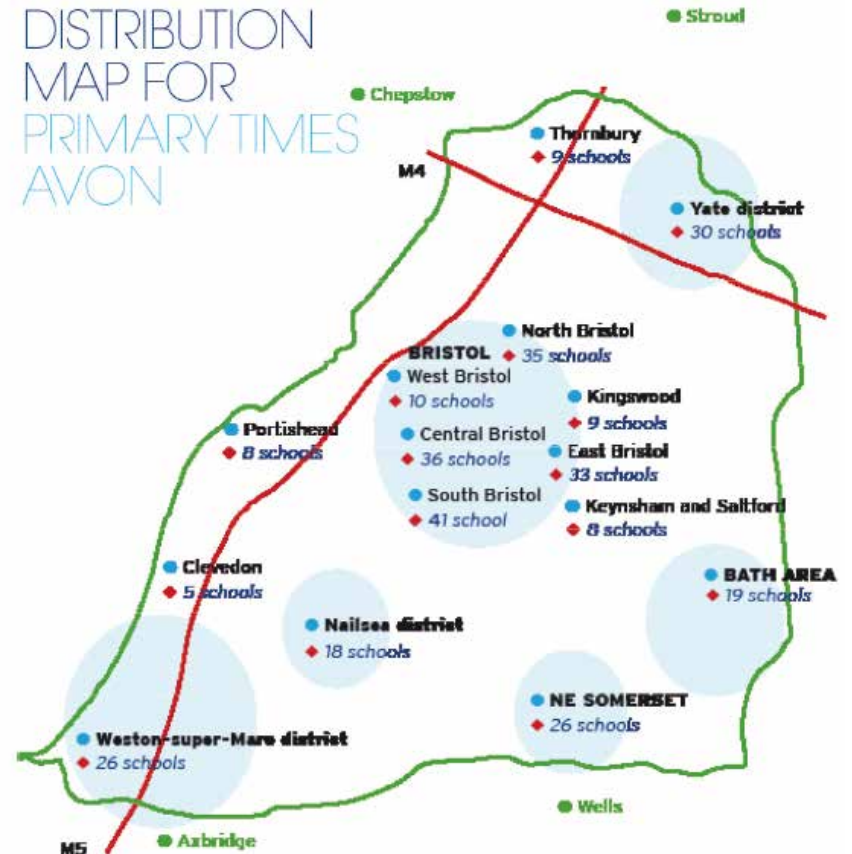 DISTRIBUTION
MAP FOR
PRIMARY TIMES
AVON
Stroud
Chepstow
Thornbury
9 schools
M4
Yate district
30 schools
North Bristol
35 schools
BRISTOL
West Bristol
10 schools
Kingswood
9 schools
Portishead
8 schools
Central Bristol
36 schools
East Bristol
33 schools
South Bristol
41 school
Keynsham and Saltford
8 schools
Clevedon
5 schools
BATH AREA
19 schools
Nailsea district
18 schools
NE SOMERSET
26 schools
Weston-super-Mare district
26 schools
Wells
Axbridge
M5